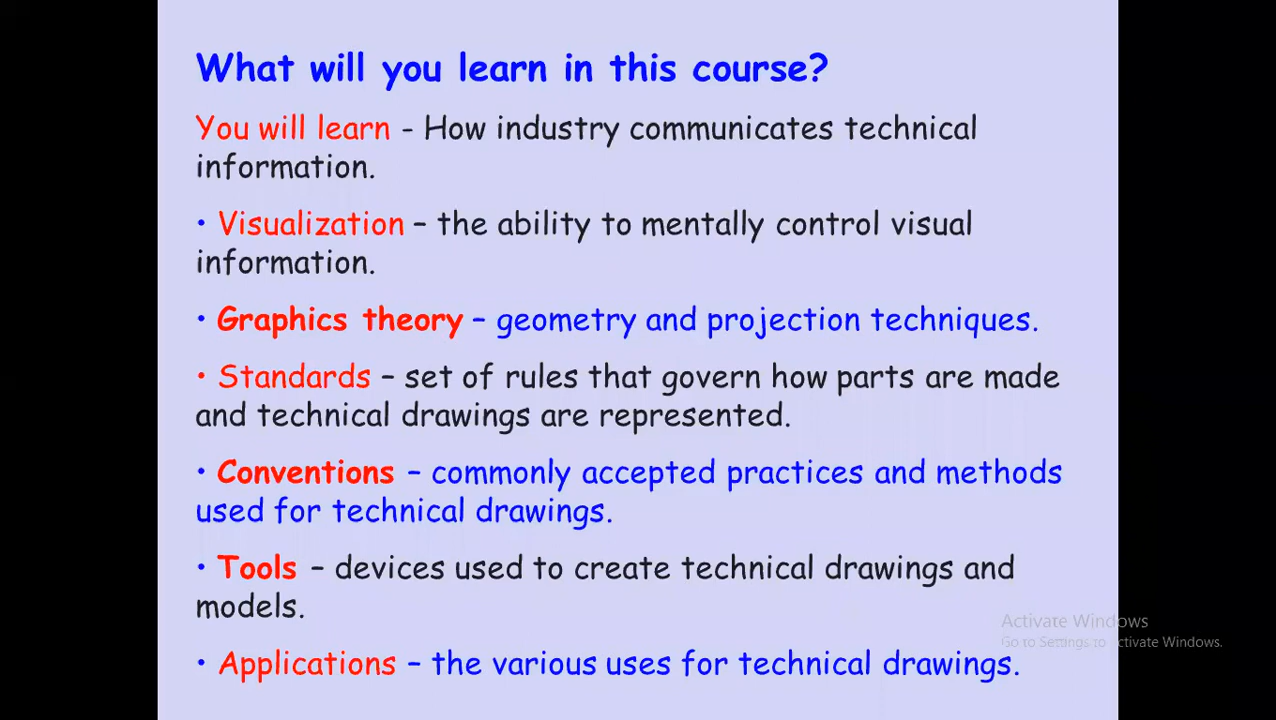 What will you learn in this course?
You will learn - How industry communicates technical
information.
• Visualization – the ability to mentally control visual
information.
• Graphics theory – geometry and projection techniques.
• Standards – set of rules that govern how parts are made
and technical drawings are represented.
• Conventions – commonly accepted practices and methods
used for technical drawings.
• Tools – devices used to create technical drawings and
models.
Activate Windows
Go to Settings to activate Windows.
• Applications – the various uses for technical drawings.